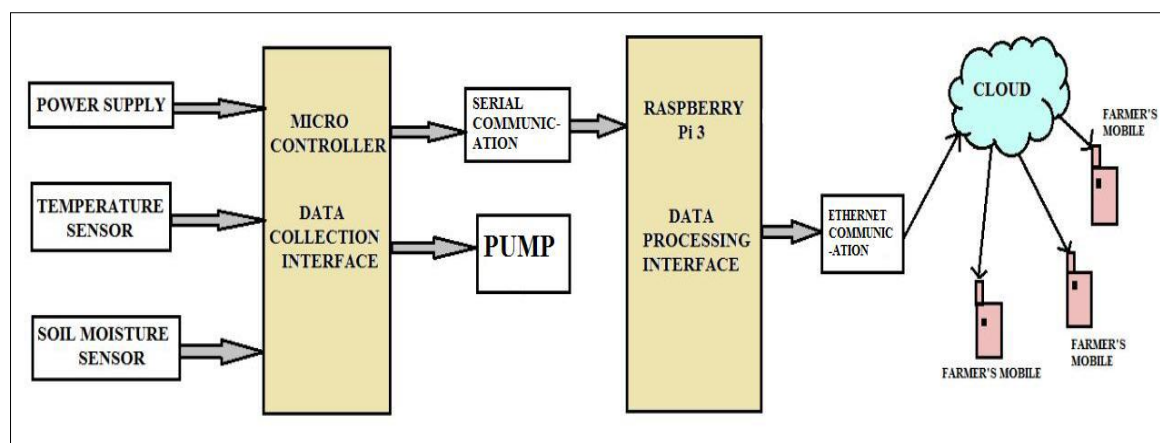 POWER SUPPLY
TEMPERATURE
SENSOR
SOIL MOISTURE
SENSOR
MICRO
CONTROLLER
DATA
COLLECTION
INTERFACE
SERIAL
COMMUNIC-
ATION
PUMP
RASPBERRY
Pi 3
DATA
PROCESSING
INTERFACE
ETHERNET
COMMUNIC
-ATION
CLOUD
FARMER'S
MOBILE
FARMER'S
MOBILE
FARMER'S MOBILE